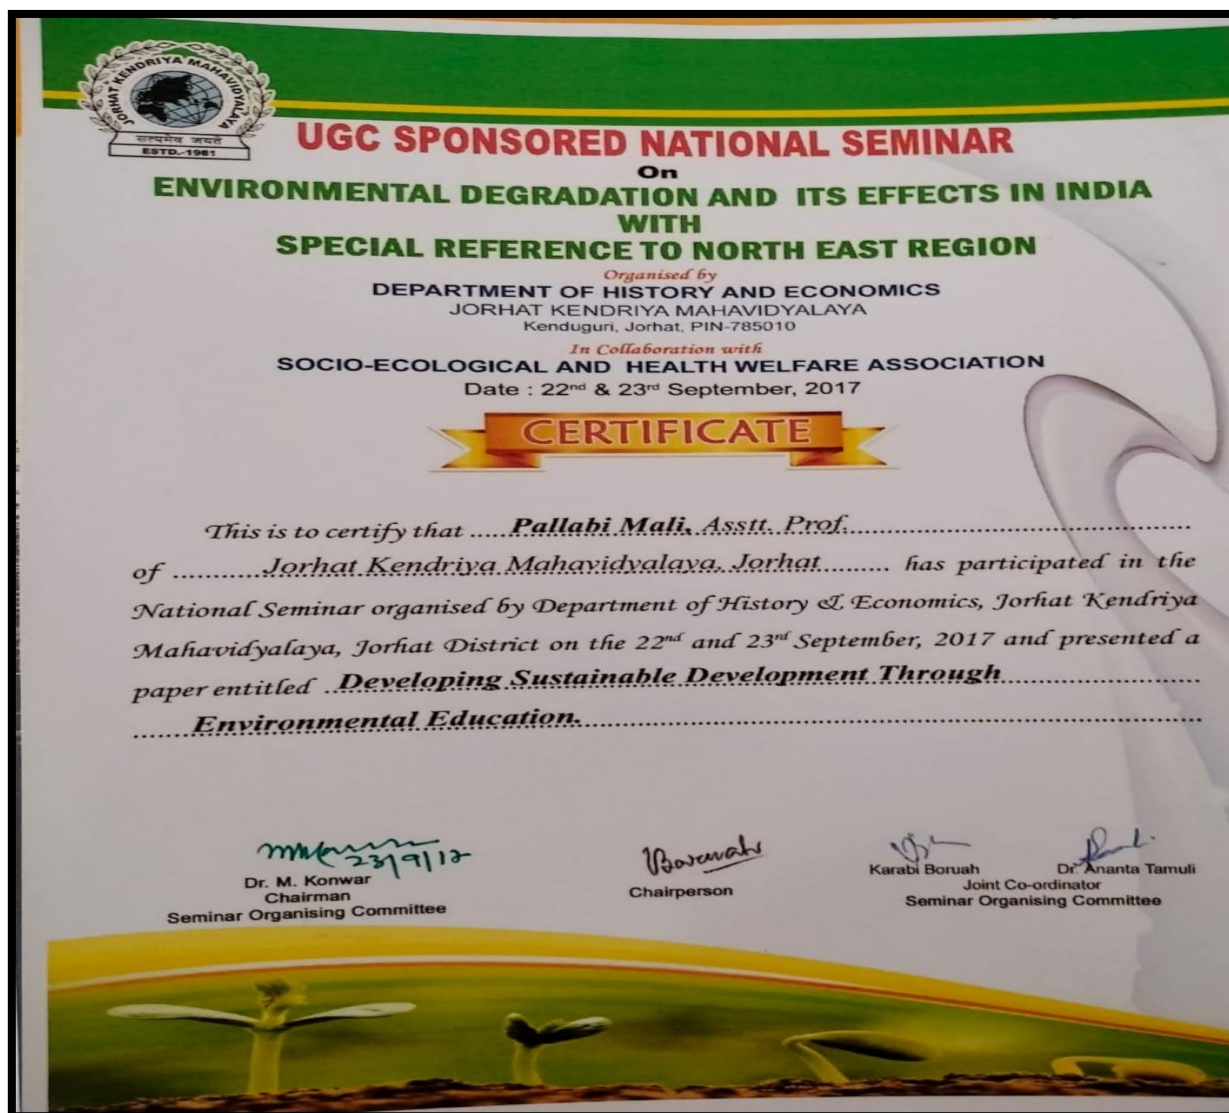 JORHAT KENDRIYA MAHAVIDYALAYA
सत्यमेव जयते
ESTD.-1981
UGC SPONSORED NATIONAL SEMINAR
On
ENVIRONMENTAL DEGRADATION AND ITS EFFECTS IN INDIA
WITH
SPECIAL REFERENCE TO NORTH EAST REGION
Organised by
DEPARTMENT OF HISTORY AND ECONOMICS
JORHAT KENDRIYA MAHAVIDYALAYA
Kenduguri, Jorhat, PIN-785010
In Collaboration with
SOCIO-ECOLOGICAL AND HEALTH WELFARE ASSOCIATION
Date : 22nd & 23rd September, 2017
CERTIFICATE
This is to certify that ..... Pallabi Mali, Asstt. Prof.
of ........... Jorhat Kendriya Mahavidyalaya, Jorhat ......... has participated in the
National Seminar organised by Department of History & Economics, Jorhat Kendriya
Mahavidyalaya, Jorhat District on the 22nd and 23rd September, 2017 and presented a
paper entitled Developing Sustainable Development Through
Environmental Education.
23/9/17
Dr. M. Konwar
Chairman
Seminar Organising Committee
Chairperson
Karabi Boruah Dr. Ananta Tamuli
Joint Co-ordinator
Seminar Organising Committee